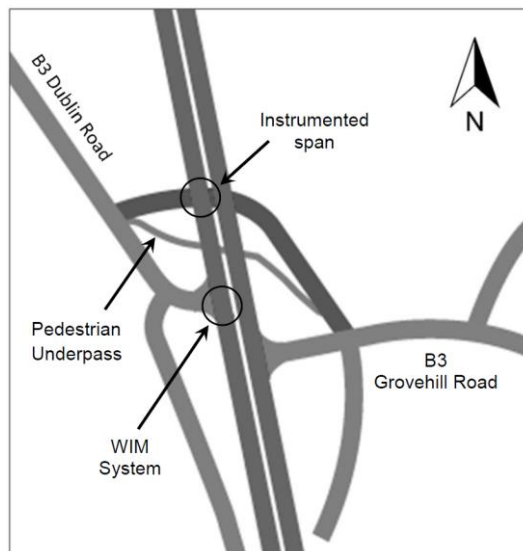 B3 Dublin Road
Instrumented
span
N
Pedestrian
Underpass
B3
Grovehill Road
WIM
System